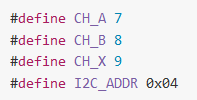 #define CH_A 7
#define CH_B 8
#define CH_X 9
#define I2C_ADDR 0x04